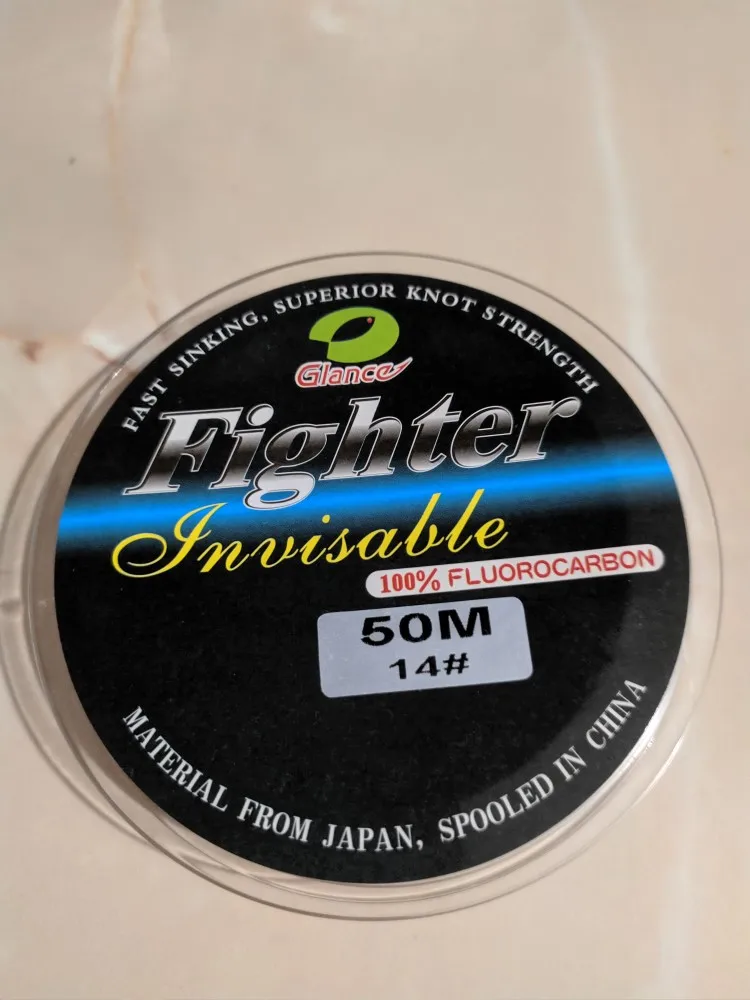 FAST SINKING, SUPERIOR KNOT STRENGTH
Glance
Fighter
Invisable
100% FLUOROCARBON
50M
14#
MATERIAL FROM JAPAN, SPOOLED IN CHINA